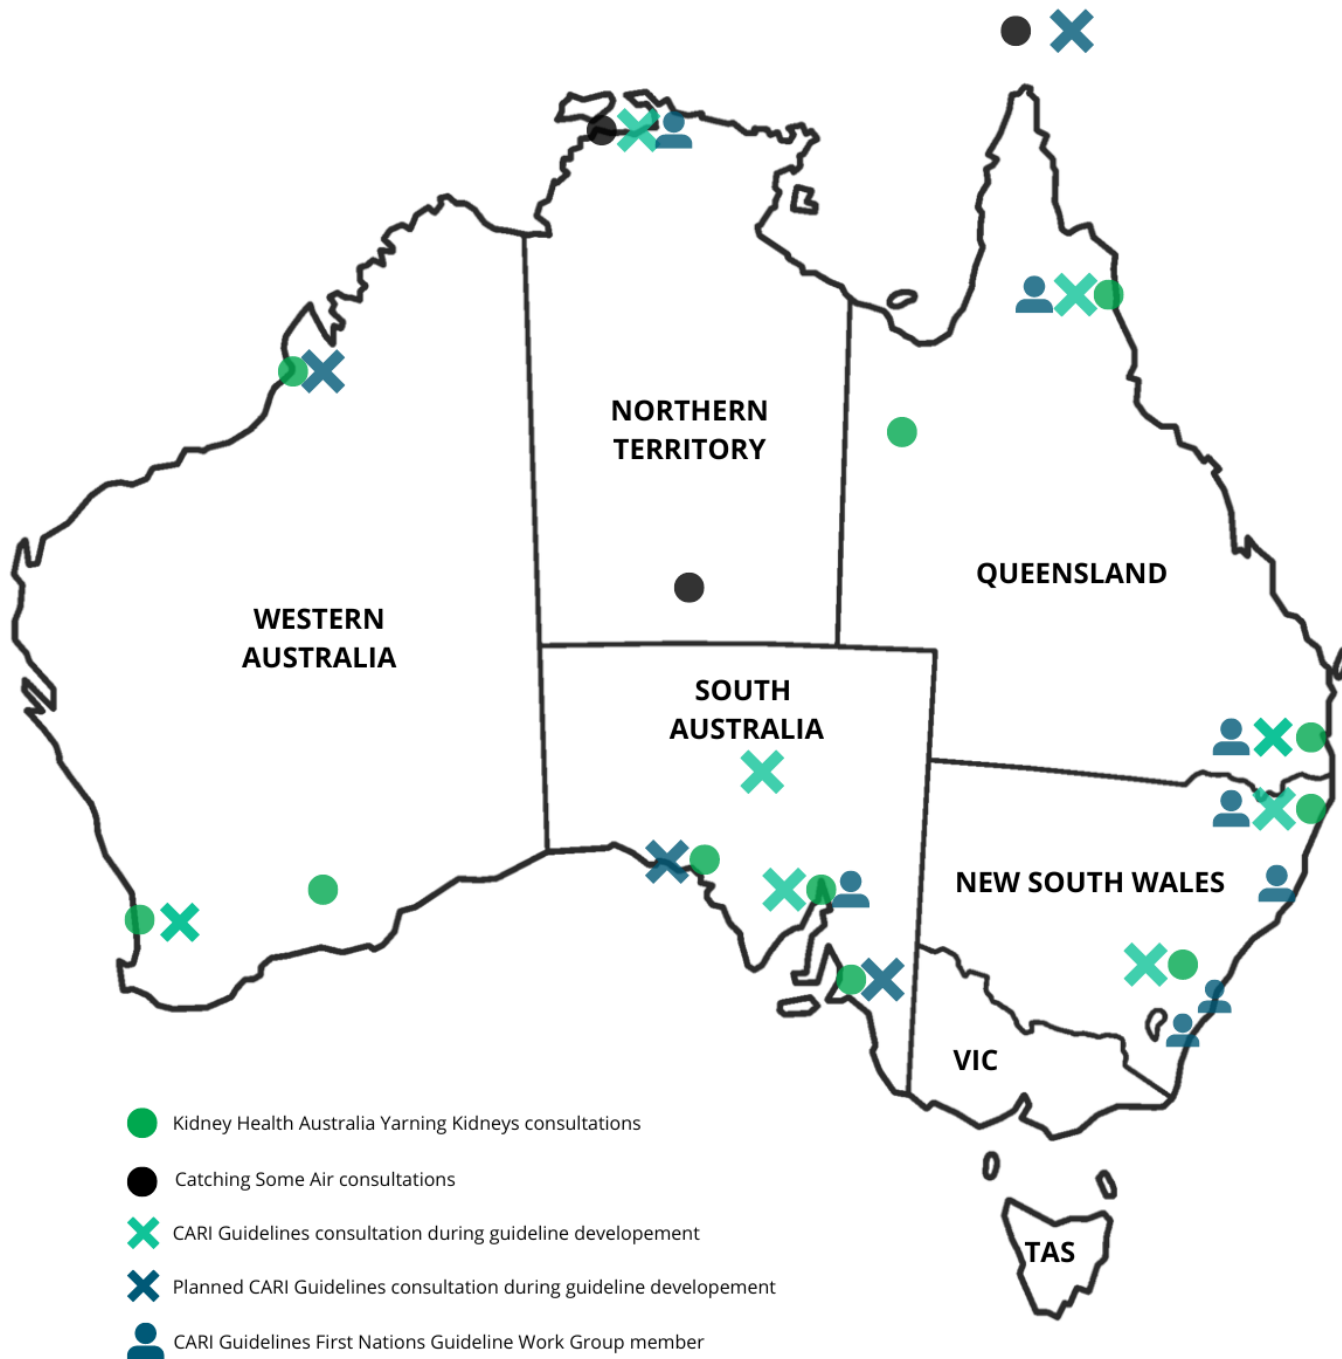 NORTHERN
TERRITORY
QUEENSLAND
WESTERN
AUSTRALIA
SOUTH
AUSTRALIA
NEW SOUTH WALES
VIC
Kidney Health Australia Yarning Kidneys consultations
Catching Some Air consultations
CARI Guidelines consultation during guideline developement
TAS
Planned CARI Guidelines consultation during guideline developement
CARI Guidelines First Nations Guideline Work Group member